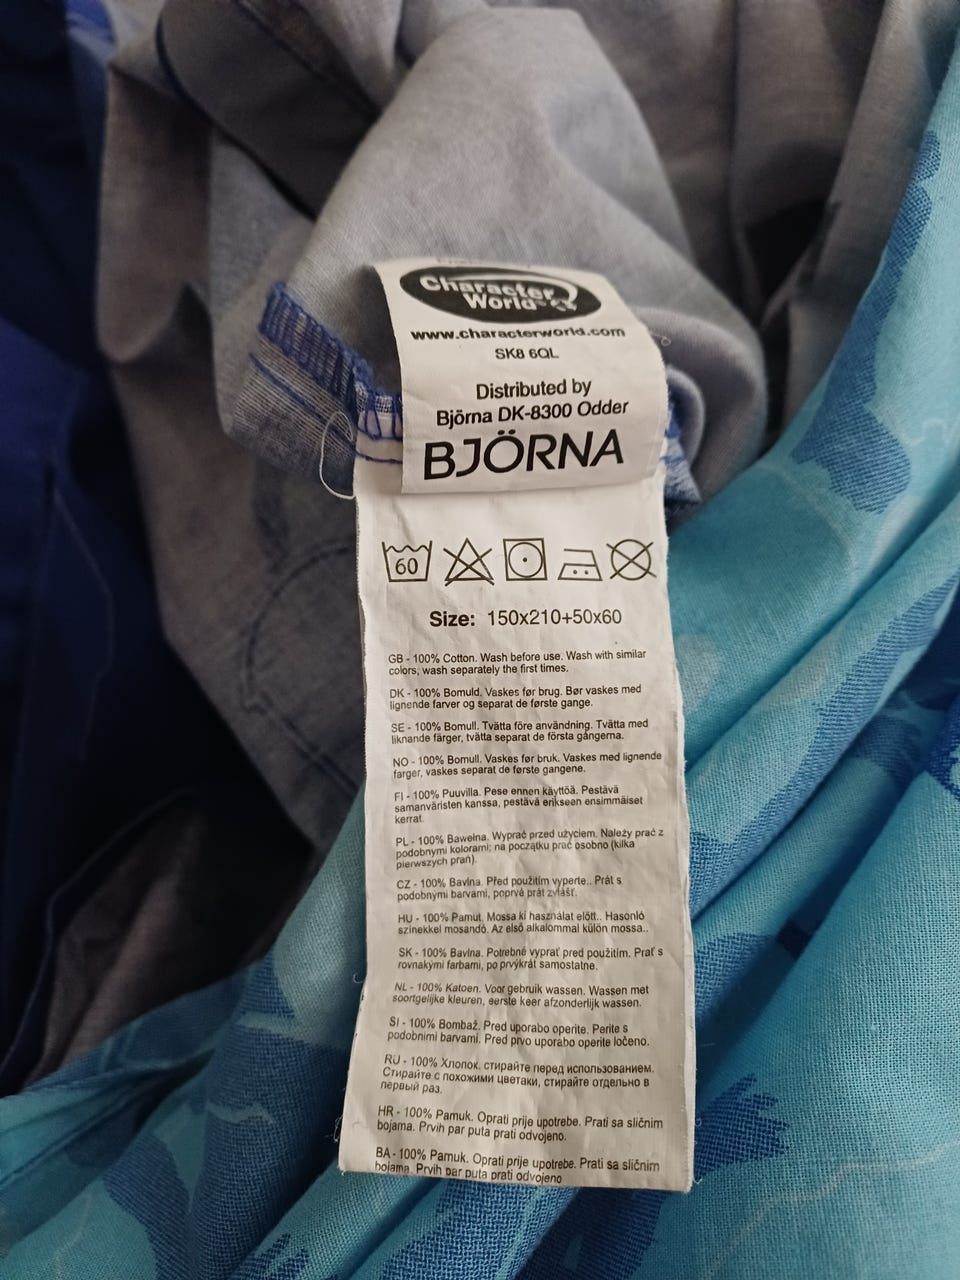 Character
World
www.characterworld.com
SK8 6QL
Distributed by
Björna DK-8300 Odder
BJÖRNA
60
Size: 150x210+50x60
GB - 100% Cotton. Wash before use. Wash with similar
colors, wash separately the first times.
DK - 100% Bomuld. Vaskes før brug. Bør vaskes med
lignende farver og separat de første gange.
SE - 100% Bomull. Tvätta före användning. Tvätta med
liknande färger, tvätta separat de första gångerna.
NO - 100% Bomull. Vaskes før bruk. Vaskes med lignende
farger, vaskes separat de første gangene.
FI - 100% Puuvilla. Pese ennen käyttöä. Pestävä
samanväristen kanssa, pestävä erikseen ensimmäiset
kerrat.
PL - 100% Bawełna. Wyprać przed użyciem. Należy prać z
podobnymi kolorami; na początku prać osobno (kilka
pierwszych prań).
CZ - 100% Bavlna. Před použitím vyperte.. Prát s
podobnými barvami, poprvé prát zvlášť.
HU - 100% Pamut. Mossa ki használat előtt.. Hasonló
színekkel mosandó. Az első alkalommal külön mossa..
SK - 100% Bavlna. Potrebné vyprať pred použitím. Prať s
rovnakými farbami, po prvýkrát samostatne.
NL - 100% Katoen. Voor gebruik wassen. Wassen met
soortgelijke kleuren, eerste keer afzonderlijk wassen.
SI - 100% Bombaž. Pred uporabo operite. Perite s
podobnimi barvami. Pred prvo uporabo operite ločeno.
RU - 100% Хлопок. стирайте перед использованием.
Стирайте с похожими цветаки, стирайте отдельно в
первый раз.
HR - 100% Pamuk. Oprati prije upotrebe. Prati sa sličnim
bojama. Prvih par puta prati odvojeno.
BA - 100% Pamuk. Oprati prije upotrebe. Prati sa sličnim
bojama. Prvih par puta prati odvojeno